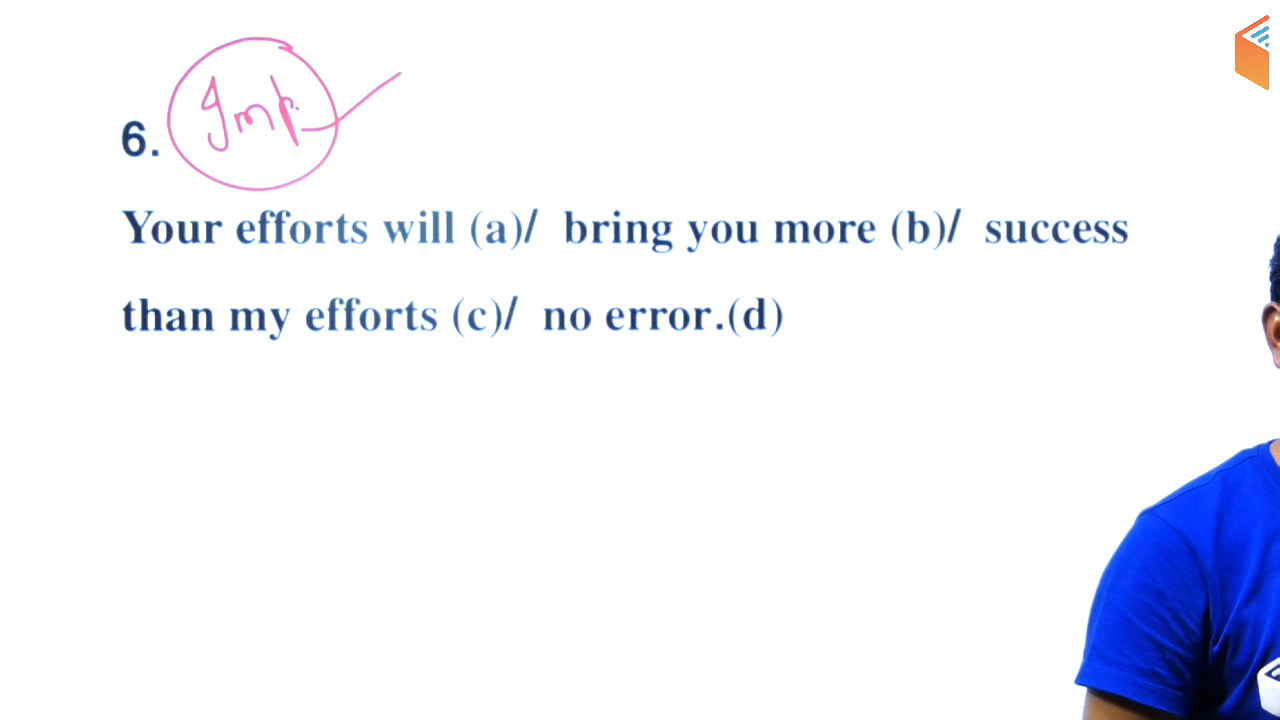 Imp
6.
Your efforts will (a)/ bring you more (b)/ success
than my efforts (c)/ no error.(d)